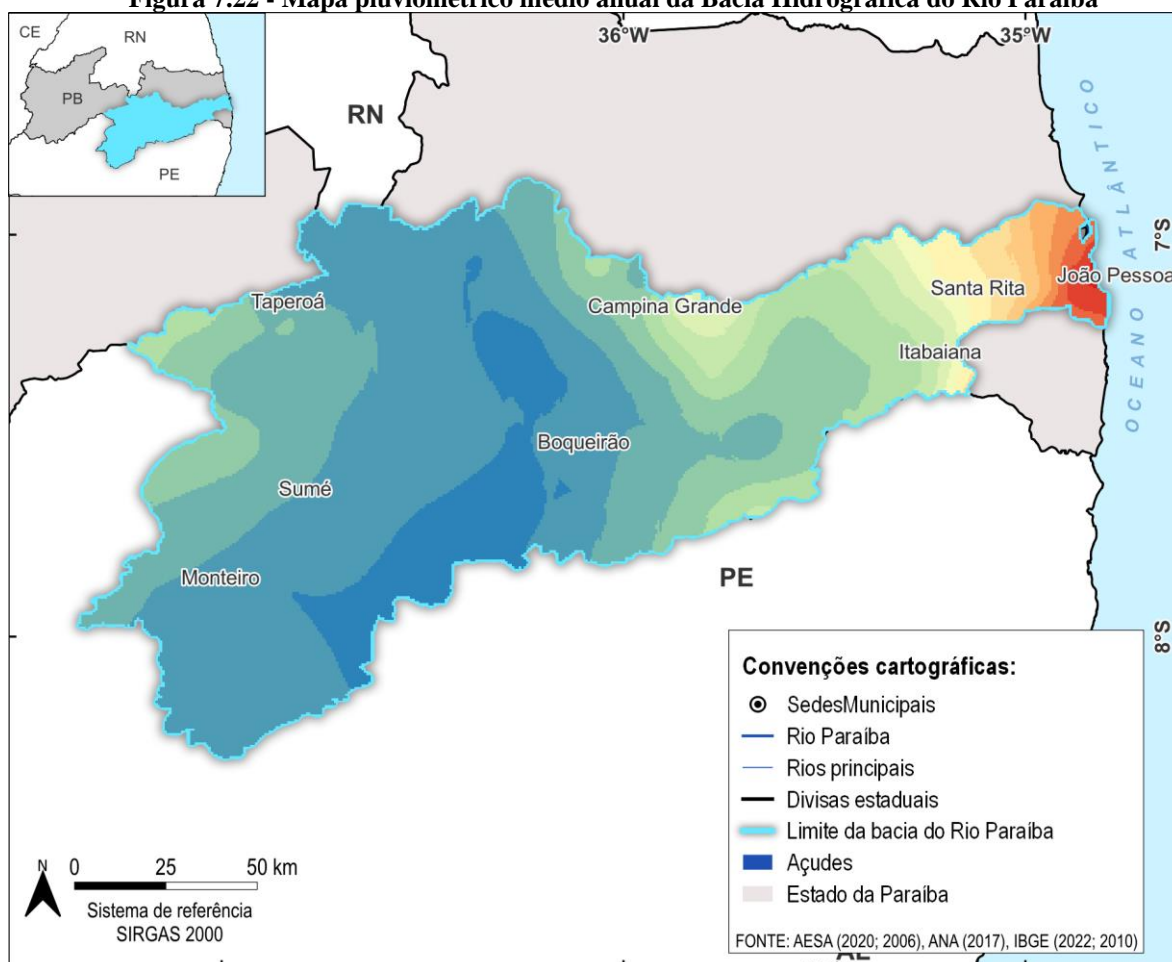 Figura 7.22 - Mapa pluviométrico médio anual da Bacia Hidrográfica do Rio Paraíba
CE
RN
PB
PE
36°W
35°W
RN
OCEANO ATLÂNTICO
7°S
João Pessoa
Santa Rita
Taperoá
Campina Grande
Itabaiana
Boqueirão
Sumé
Monteiro
PE
8°S
Convenções cartográficas:
SedesMunicipais
Rio Paraíba
Rios principais
Divisas estaduais
Limite da bacia do Rio Paraíba
Açudes
Estado da Paraíba
FONTE: AESA (2020; 2006), ANA (2017), IBGE (2022; 2010)
AL
N
0 25 50 km
Sistema de referência
SIRGAS 2000